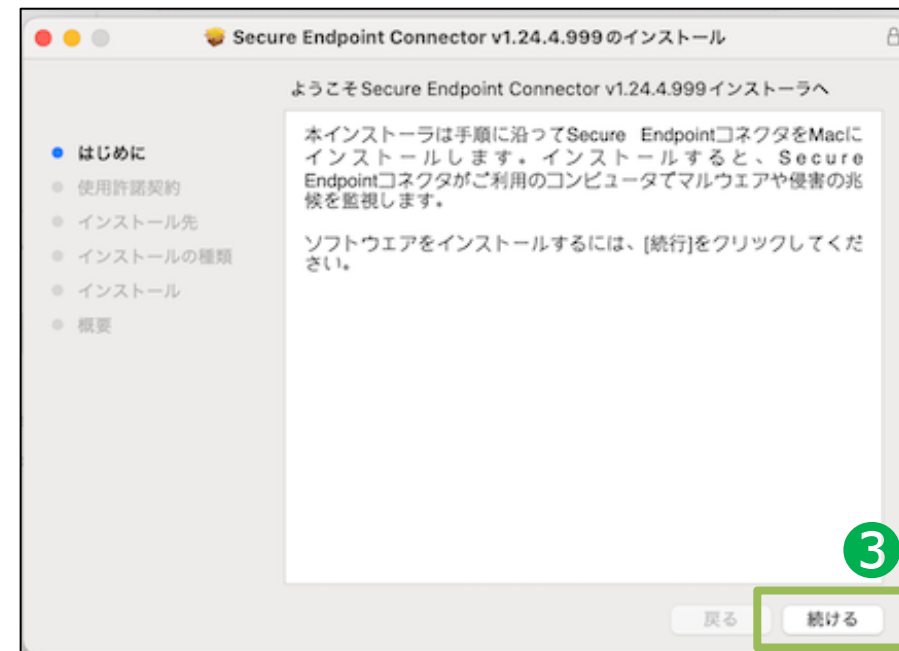 Secure Endpoint Connector v1.24.4.999のインストール
ようこそSecure Endpoint Connector v1.24.4.999インストーラへ
はじめに
使用許諾契約
インストール先
インストールの種類
インストール
概要
本インストーラは手順に沿ってSecure EndpointコネクタをMacに
インストールします。インストールすると、Secure
Endpointコネクタがご利用のコンピュータでマルウエアや侵害の兆
候を監視します。
ソフトウエアをインストールするには、[続行]をクリックしてくだ
さい。
3
戻る
続ける